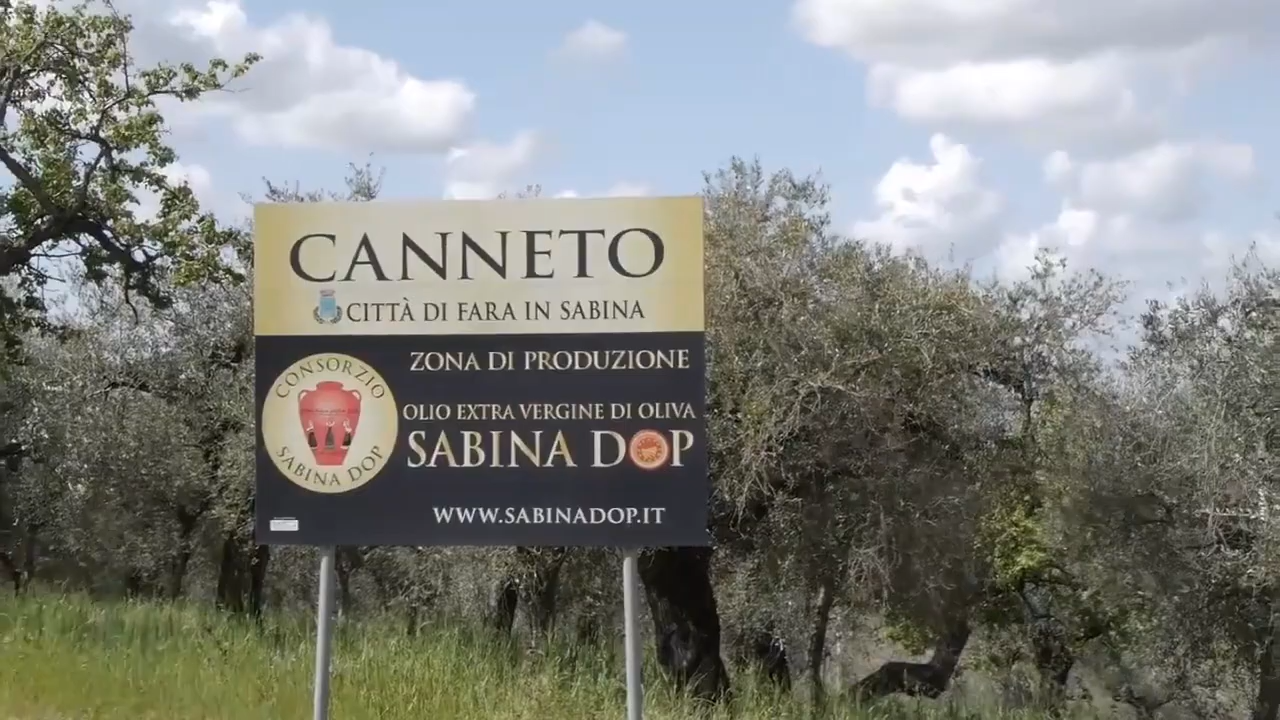 CANNETO
CITTÀ DI FARA IN SABINA
CONSORZIO
SABINA DOP
ZONA DI PRODUZIONE
OLIO EXTRA VERGINE DI OLIVA
SABINA DOP
WWW.SABINADOP.IT